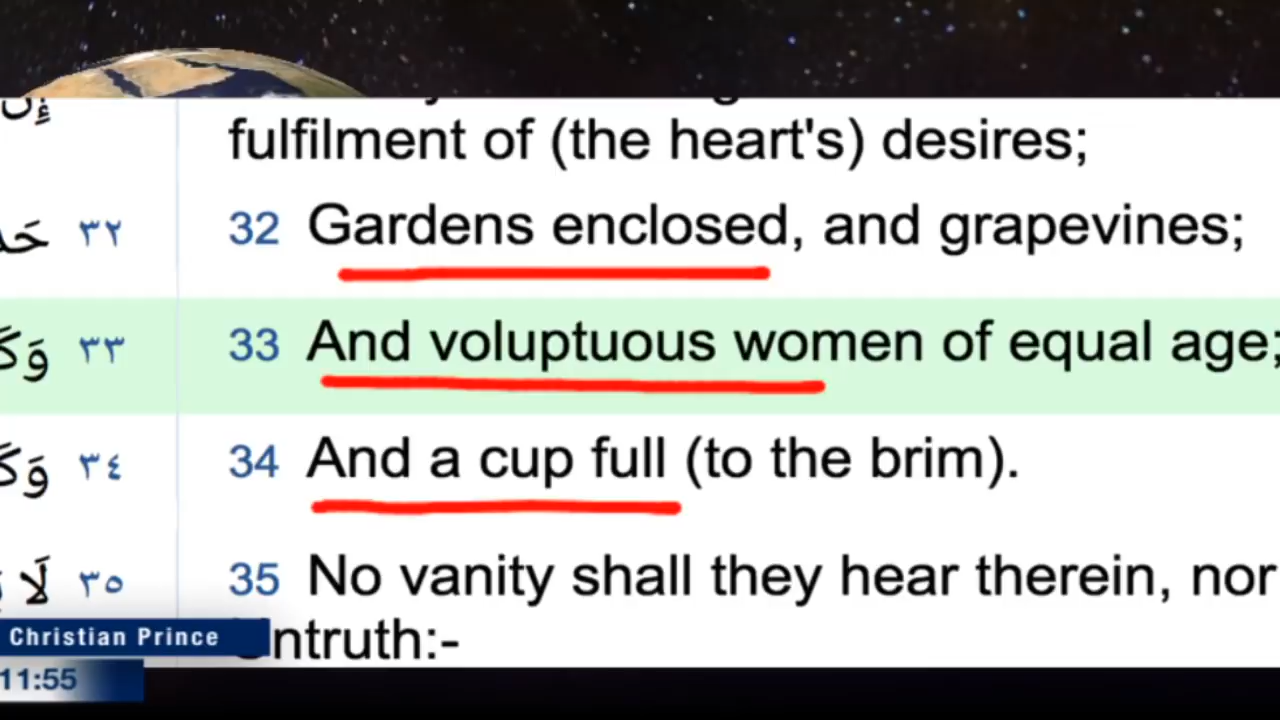 fulfilment of (the heart's) desires;
٣٢ 32 Gardens enclosed, and grapevines;
٣٣ 33 And voluptuous women of equal age;
٣٤ 34 And a cup full (to the brim).
لَا ٣٥ 35 No vanity shall they hear therein, nor
Untruth:-
Christian Prince
11:55